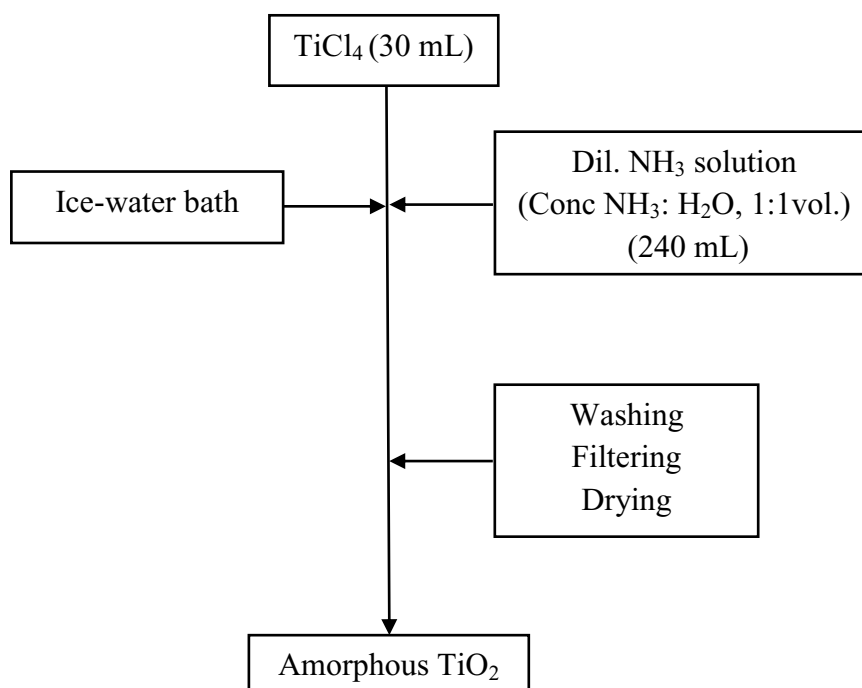 TiCl₄ (30 mL)
Ice-water bath
Dil. NH₃ solution
(Conc NH₃: H₂O, 1:1vol.)
(240 mL)
Washing
Filtering
Drying
Amorphous TiO₂